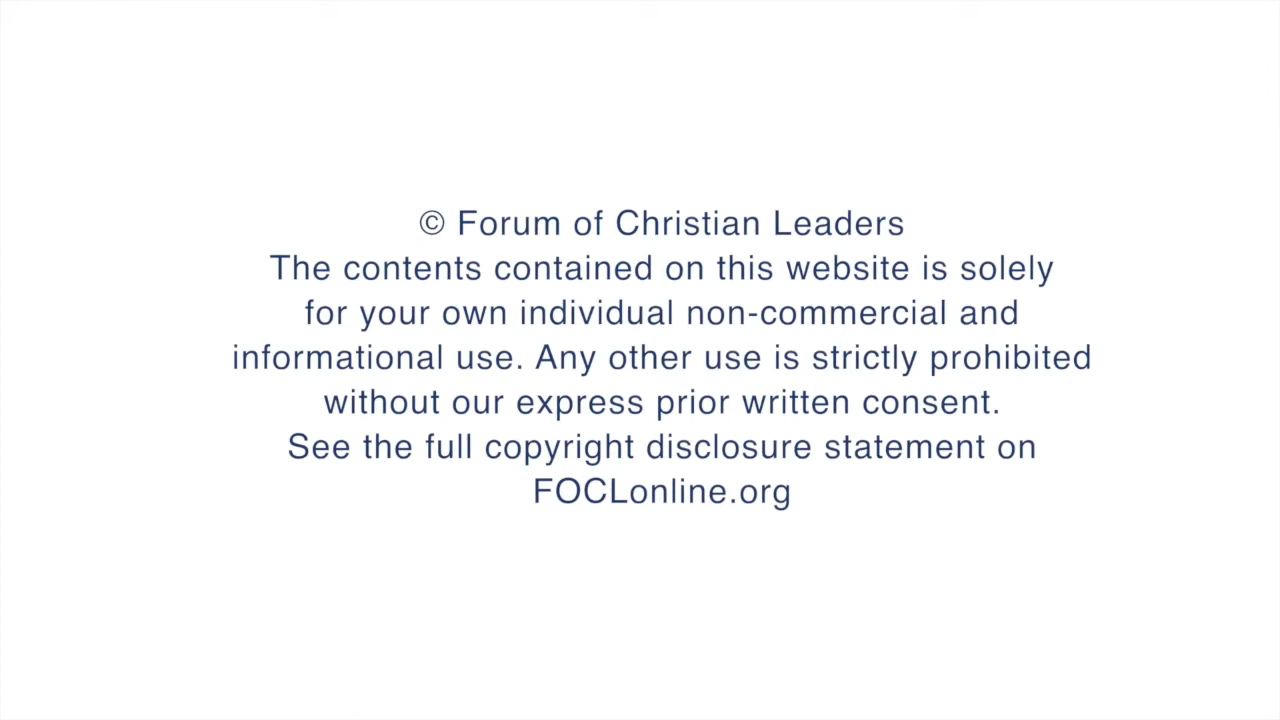 © Forum of Christian Leaders
The contents contained on this website is solely
for your own individual non-commercial and
informational use. Any other use is strictly prohibited
without our express prior written consent.
See the full copyright disclosure statement on
FOCLonline.org